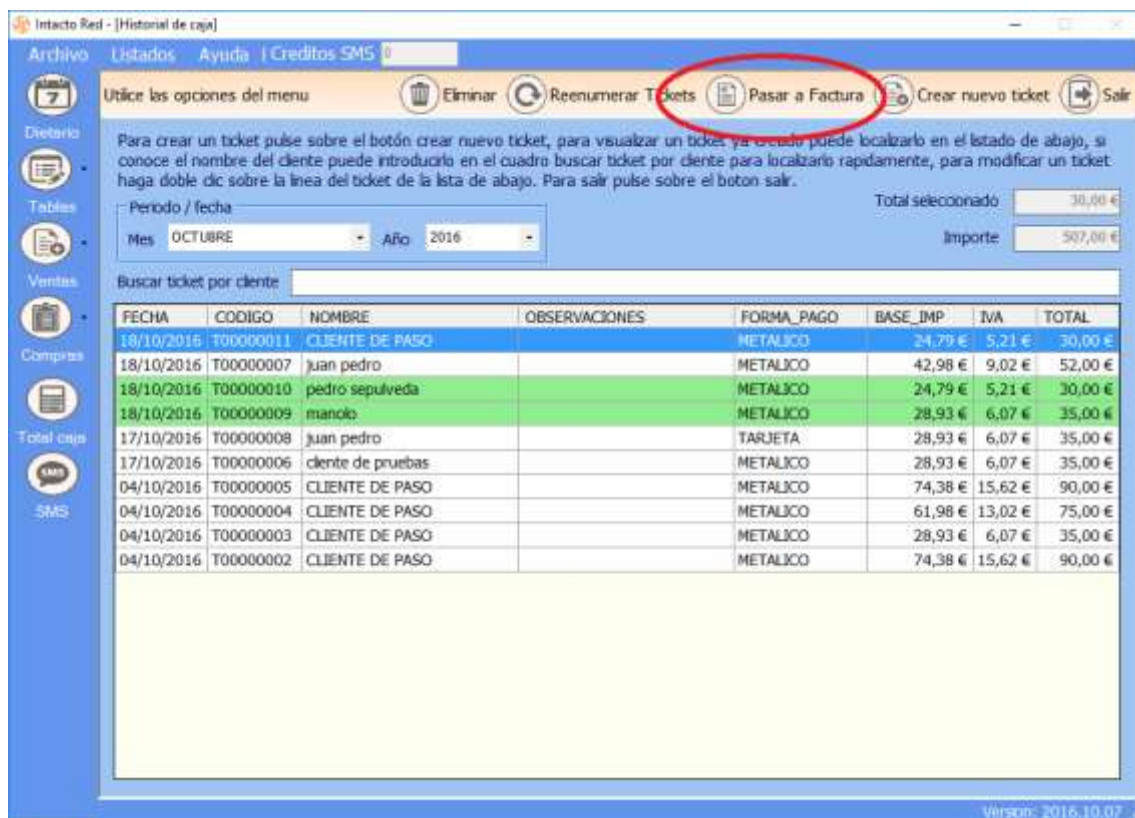 Intacto Red - [Historial de caja]
Archivo Listados Ayuda | Creditos SMS 0
7
Utilice las opciones del menu Eliminar Reenumerar Tickets Pasar a Factura Crear nuevo ticket Salir
Dietario
Tablas
Ventas
Compras
Total caja
SMS
SMS
Para crear un ticket pulse sobre el botón crear nuevo ticket, para visualizar un ticket ya creado puede localizarlo en el listado de abajo, si
conoce el nombre del cliente puede introducirlo en el cuadro buscar ticket por cliente para localizarlo rapidamente, para modificar un ticket
haga doble clic sobre la linea del ticket de la lista de abajo. Para salir pulse sobre el boton salir.
Periodo / fecha
Mes OCTUBRE Año 2016
Total seleccionado 30,00 €
Importe 507,00 €
Buscar ticket por cliente
FECHA CODIGO NOMBRE OBSERVACIONES FORMA_PAGO BASE_IMP IVA TOTAL
18/10/2016 T00000011 CLIENTE DE PASO METALICO 24,79 € 5,21 € 30,00 €
18/10/2016 T00000007 juan pedro METALICO 42,98 € 9,02 € 52,00 €
18/10/2016 T00000010 pedro sepulveda METALICO 24,79 € 5,21 € 30,00 €
18/10/2016 T00000009 manolo METALICO 28,93 € 6,07 € 35,00 €
17/10/2016 T00000008 juan pedro TARJETA 28,93 € 6,07 € 35,00 €
17/10/2016 T00000006 cliente de pruebas METALICO 28,93 € 6,07 € 35,00 €
04/10/2016 T00000005 CLIENTE DE PASO METALICO 74,38 € 15,62 € 90,00 €
04/10/2016 T00000004 CLIENTE DE PASO METALICO 61,98 € 13,02 € 75,00 €
04/10/2016 T00000003 CLIENTE DE PASO METALICO 28,93 € 6,07 € 35,00 €
04/10/2016 T00000002 CLIENTE DE PASO METALICO 74,38 € 15,62 € 90,00 €
Version: 2016.10.07